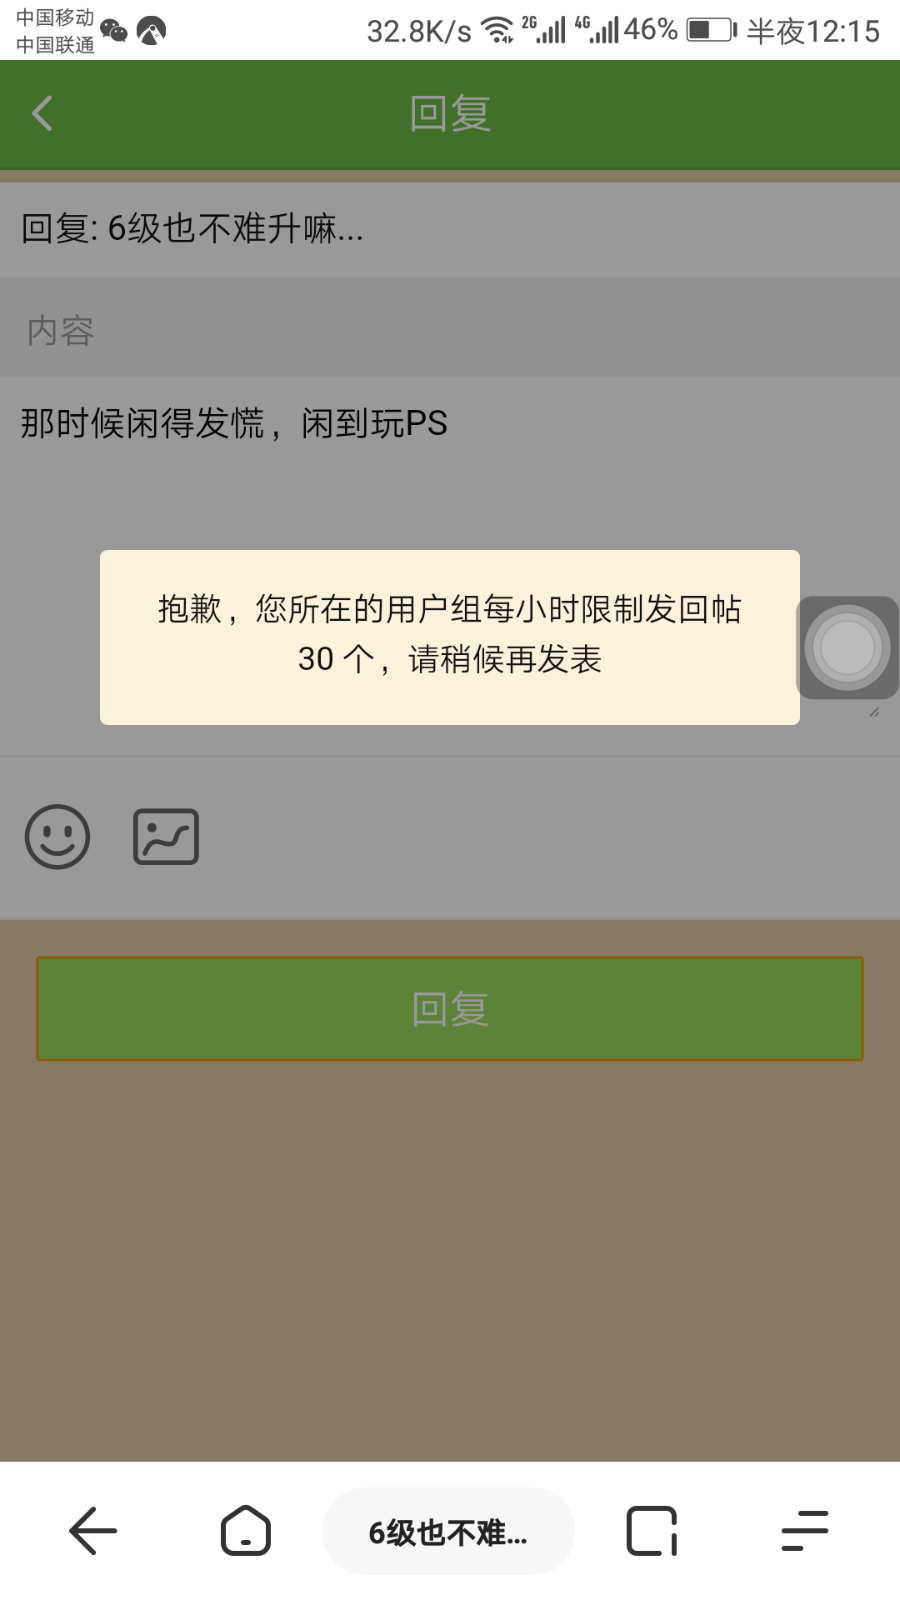 中国移动
中国联通
32.8K/s 2G 4G 46% 半夜12:15
回复
回复: 6级也不难升嘛...
内容
那时候闲得发慌，闲到玩PS
抱歉，您所在的用户组每小时限制发回帖
30 个，请稍候再发表
回复
6级也不难...